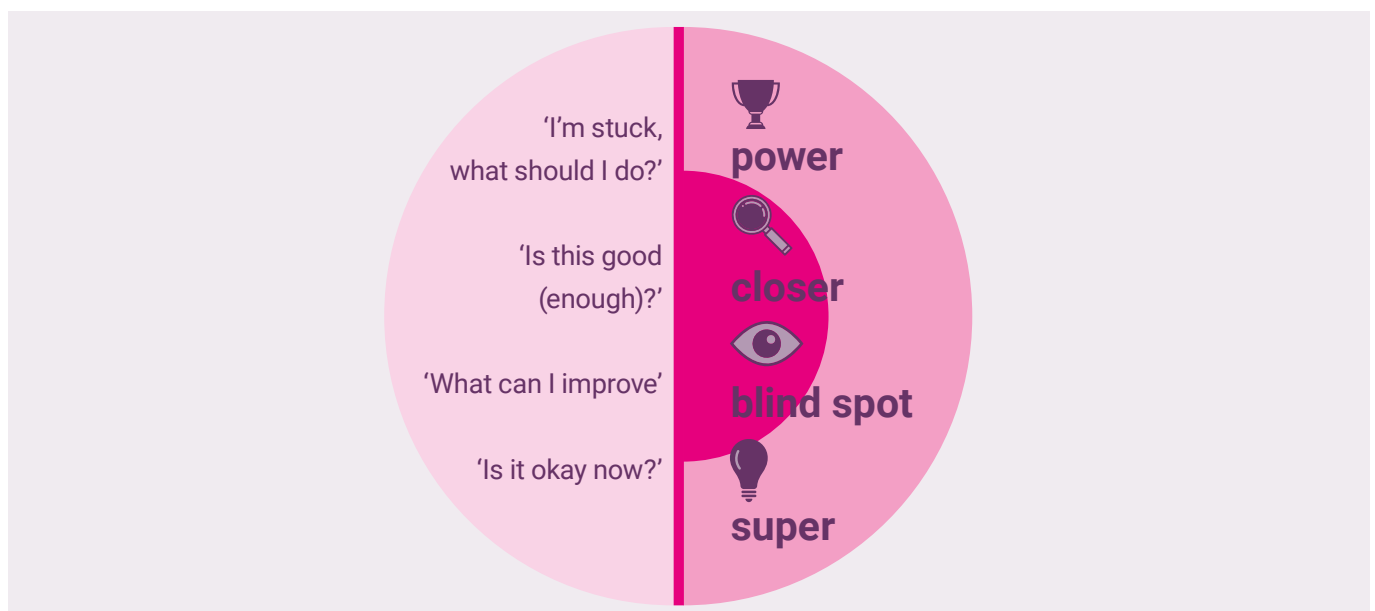 ‘I’m stuck,
what should I do?’
‘Is this good
(enough)?’
‘What can I improve’
‘Is it okay now?’
power
closer
blind spot
super